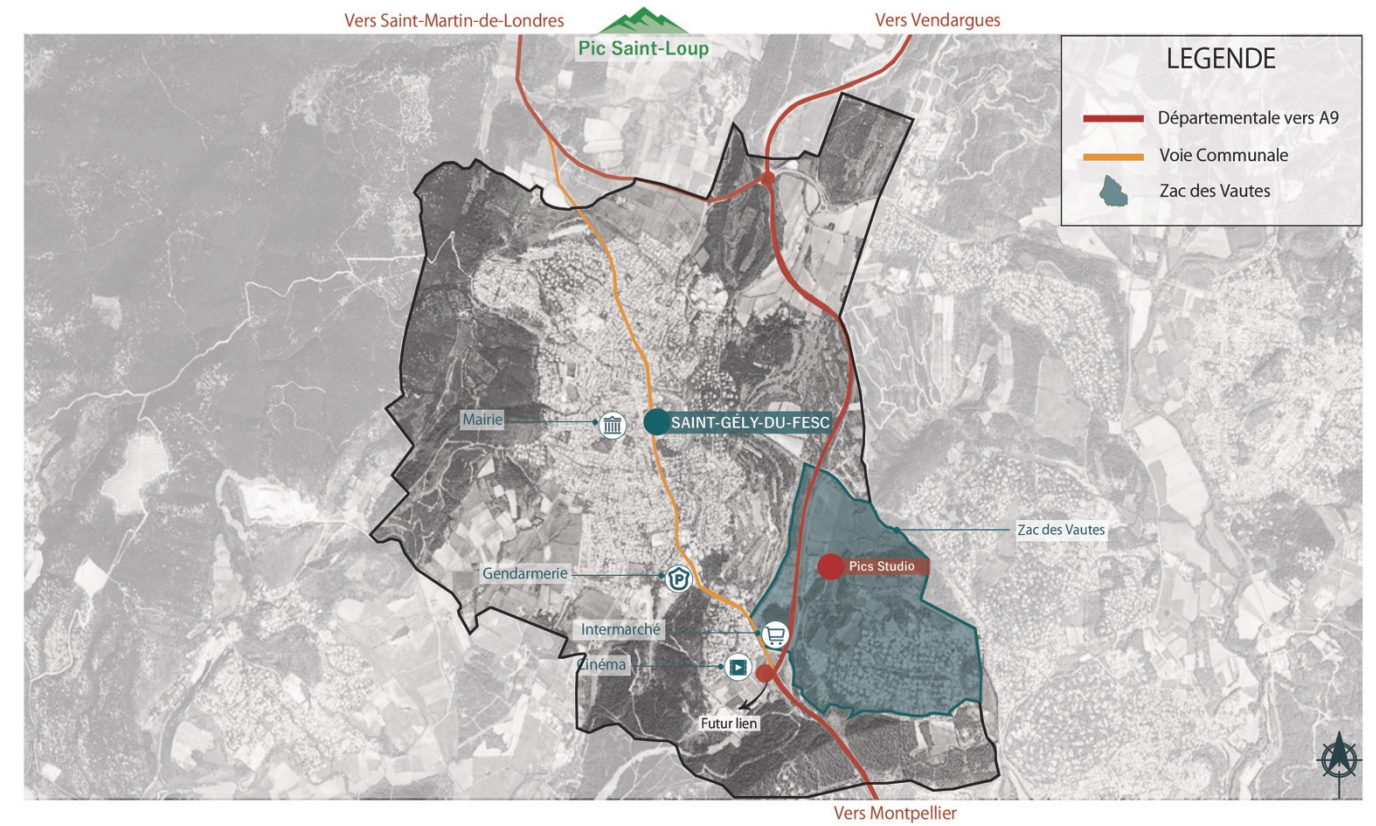 Vers Saint-Martin-de-Londres
Vers Vendargues
Pic Saint-Loup
LEGENDE
Départementale vers A9
Voie Communale
Zac des Vautes
Mairie
SAINT-GÉLY-DU-FESC
Zac des Vautes
Pics Studio
Gendarmerie
P
Intermarché
Cinéma
Futur lien
Vers Montpellier